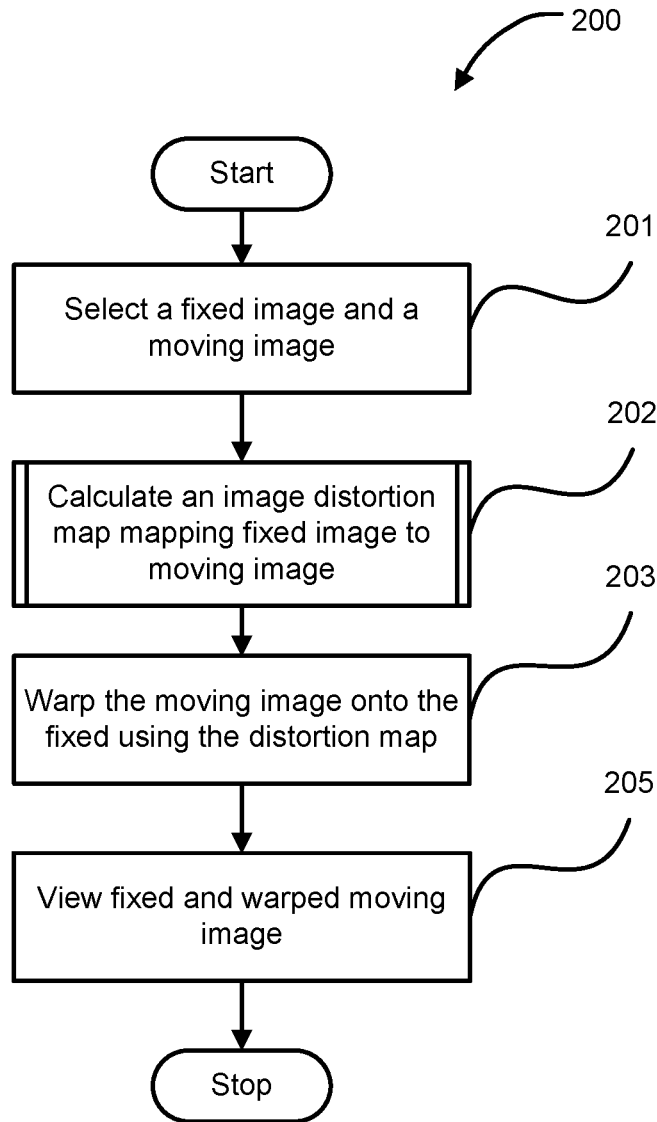 200
Start
201
Select a fixed image and a
moving image
202
Calculate an image distortion
map mapping fixed image to
moving image
203
Warp the moving image onto the
fixed using the distortion map
205
View fixed and warped moving
image
Stop